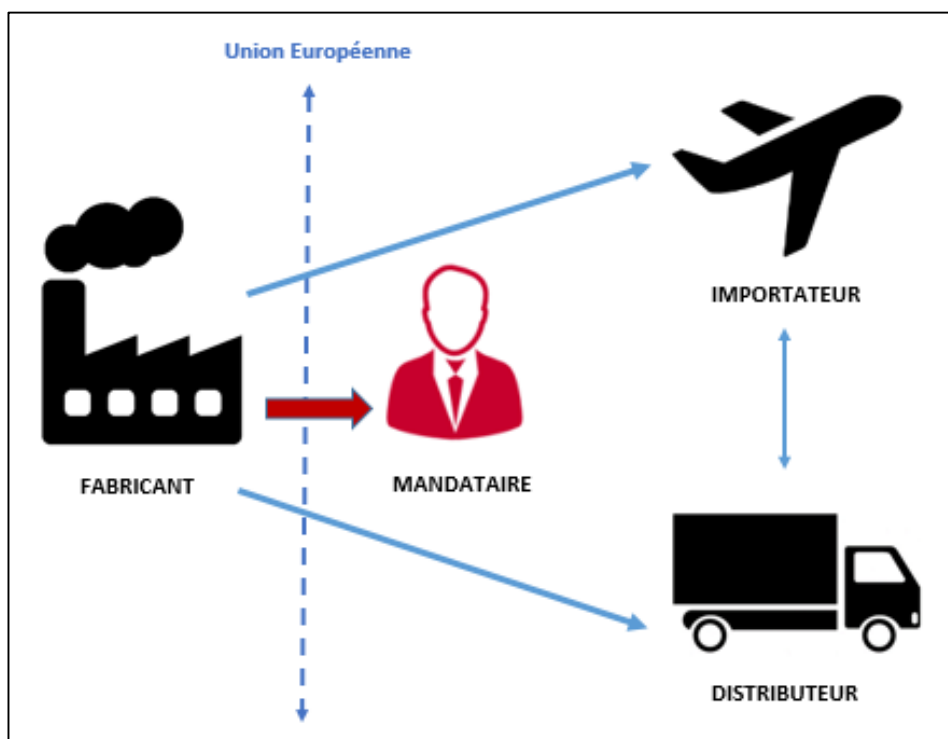 Union Européenne
IMPORTATEUR
FABRICANT
MANDATAIRE
DISTRIBUTEUR